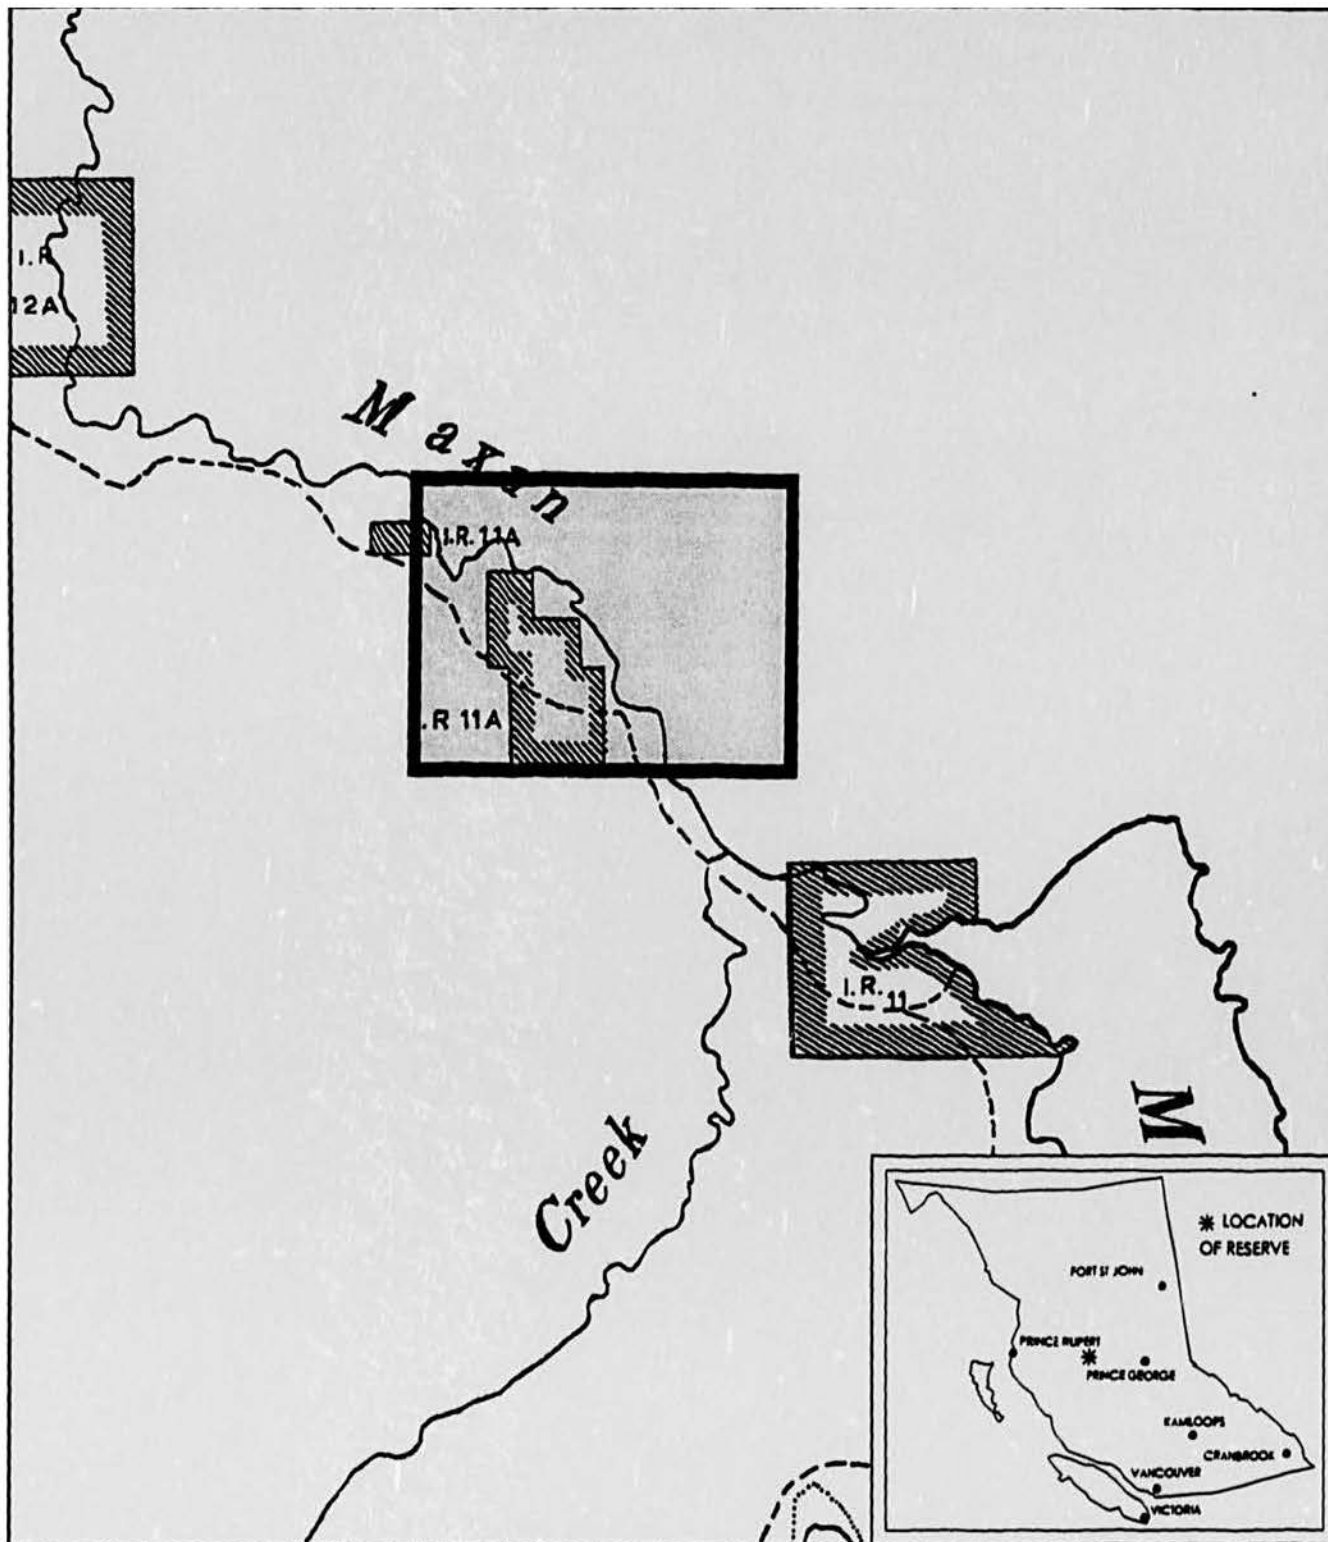 I.R
12A
Maxan
I.R. 11A
.R 11A
I.R. 11
Creek
M
✳ LOCATION
OF RESERVE
FORT ST JOHN
PRINCE RUPERT
PRINCE GEORGE
KAMLOOPS
CRANBROOK
VANCOUVER
VICTORIA